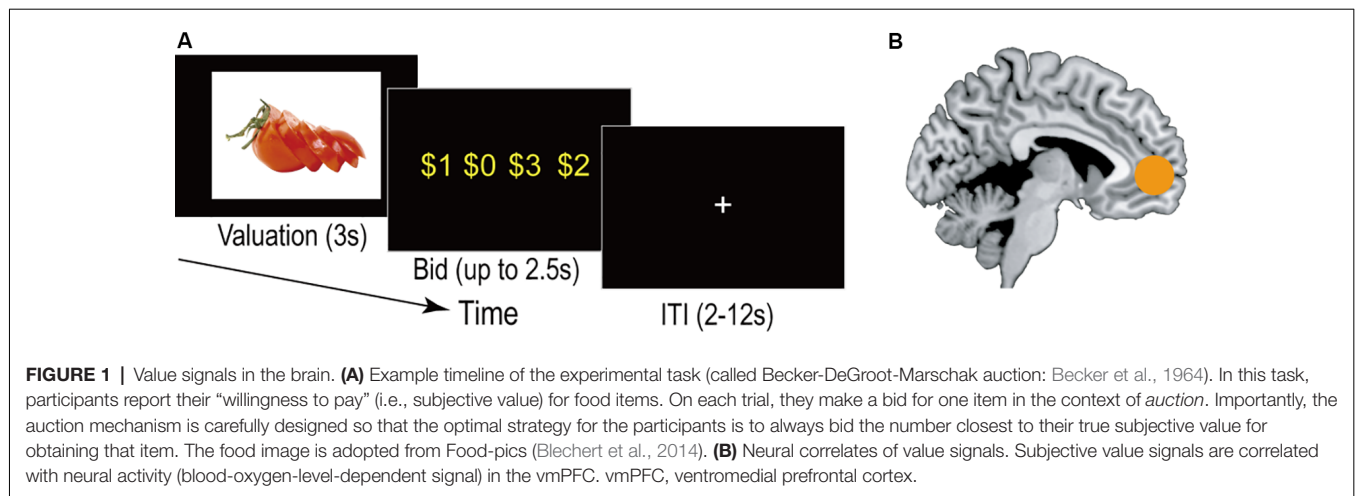 A
B
$1 $0 $3 $2
+
Valuation (3s)
Bid (up to 2.5s)
Time
ITI (2-12s)
FIGURE 1 | Value signals in the brain. (A) Example timeline of the experimental task (called Becker-DeGroot-Marschak auction: Becker et al., 1964). In this task,
participants report their “willingness to pay” (i.e., subjective value) for food items. On each trial, they make a bid for one item in the context of auction. Importantly, the
auction mechanism is carefully designed so that the optimal strategy for the participants is to always bid the number closest to their true subjective value for
obtaining that item. The food image is adopted from Food-pics (Blechert et al., 2014). (B) Neural correlates of value signals. Subjective value signals are correlated
with neural activity (blood-oxygen-level-dependent signal) in the vmPFC. vmPFC, ventromedial prefrontal cortex.